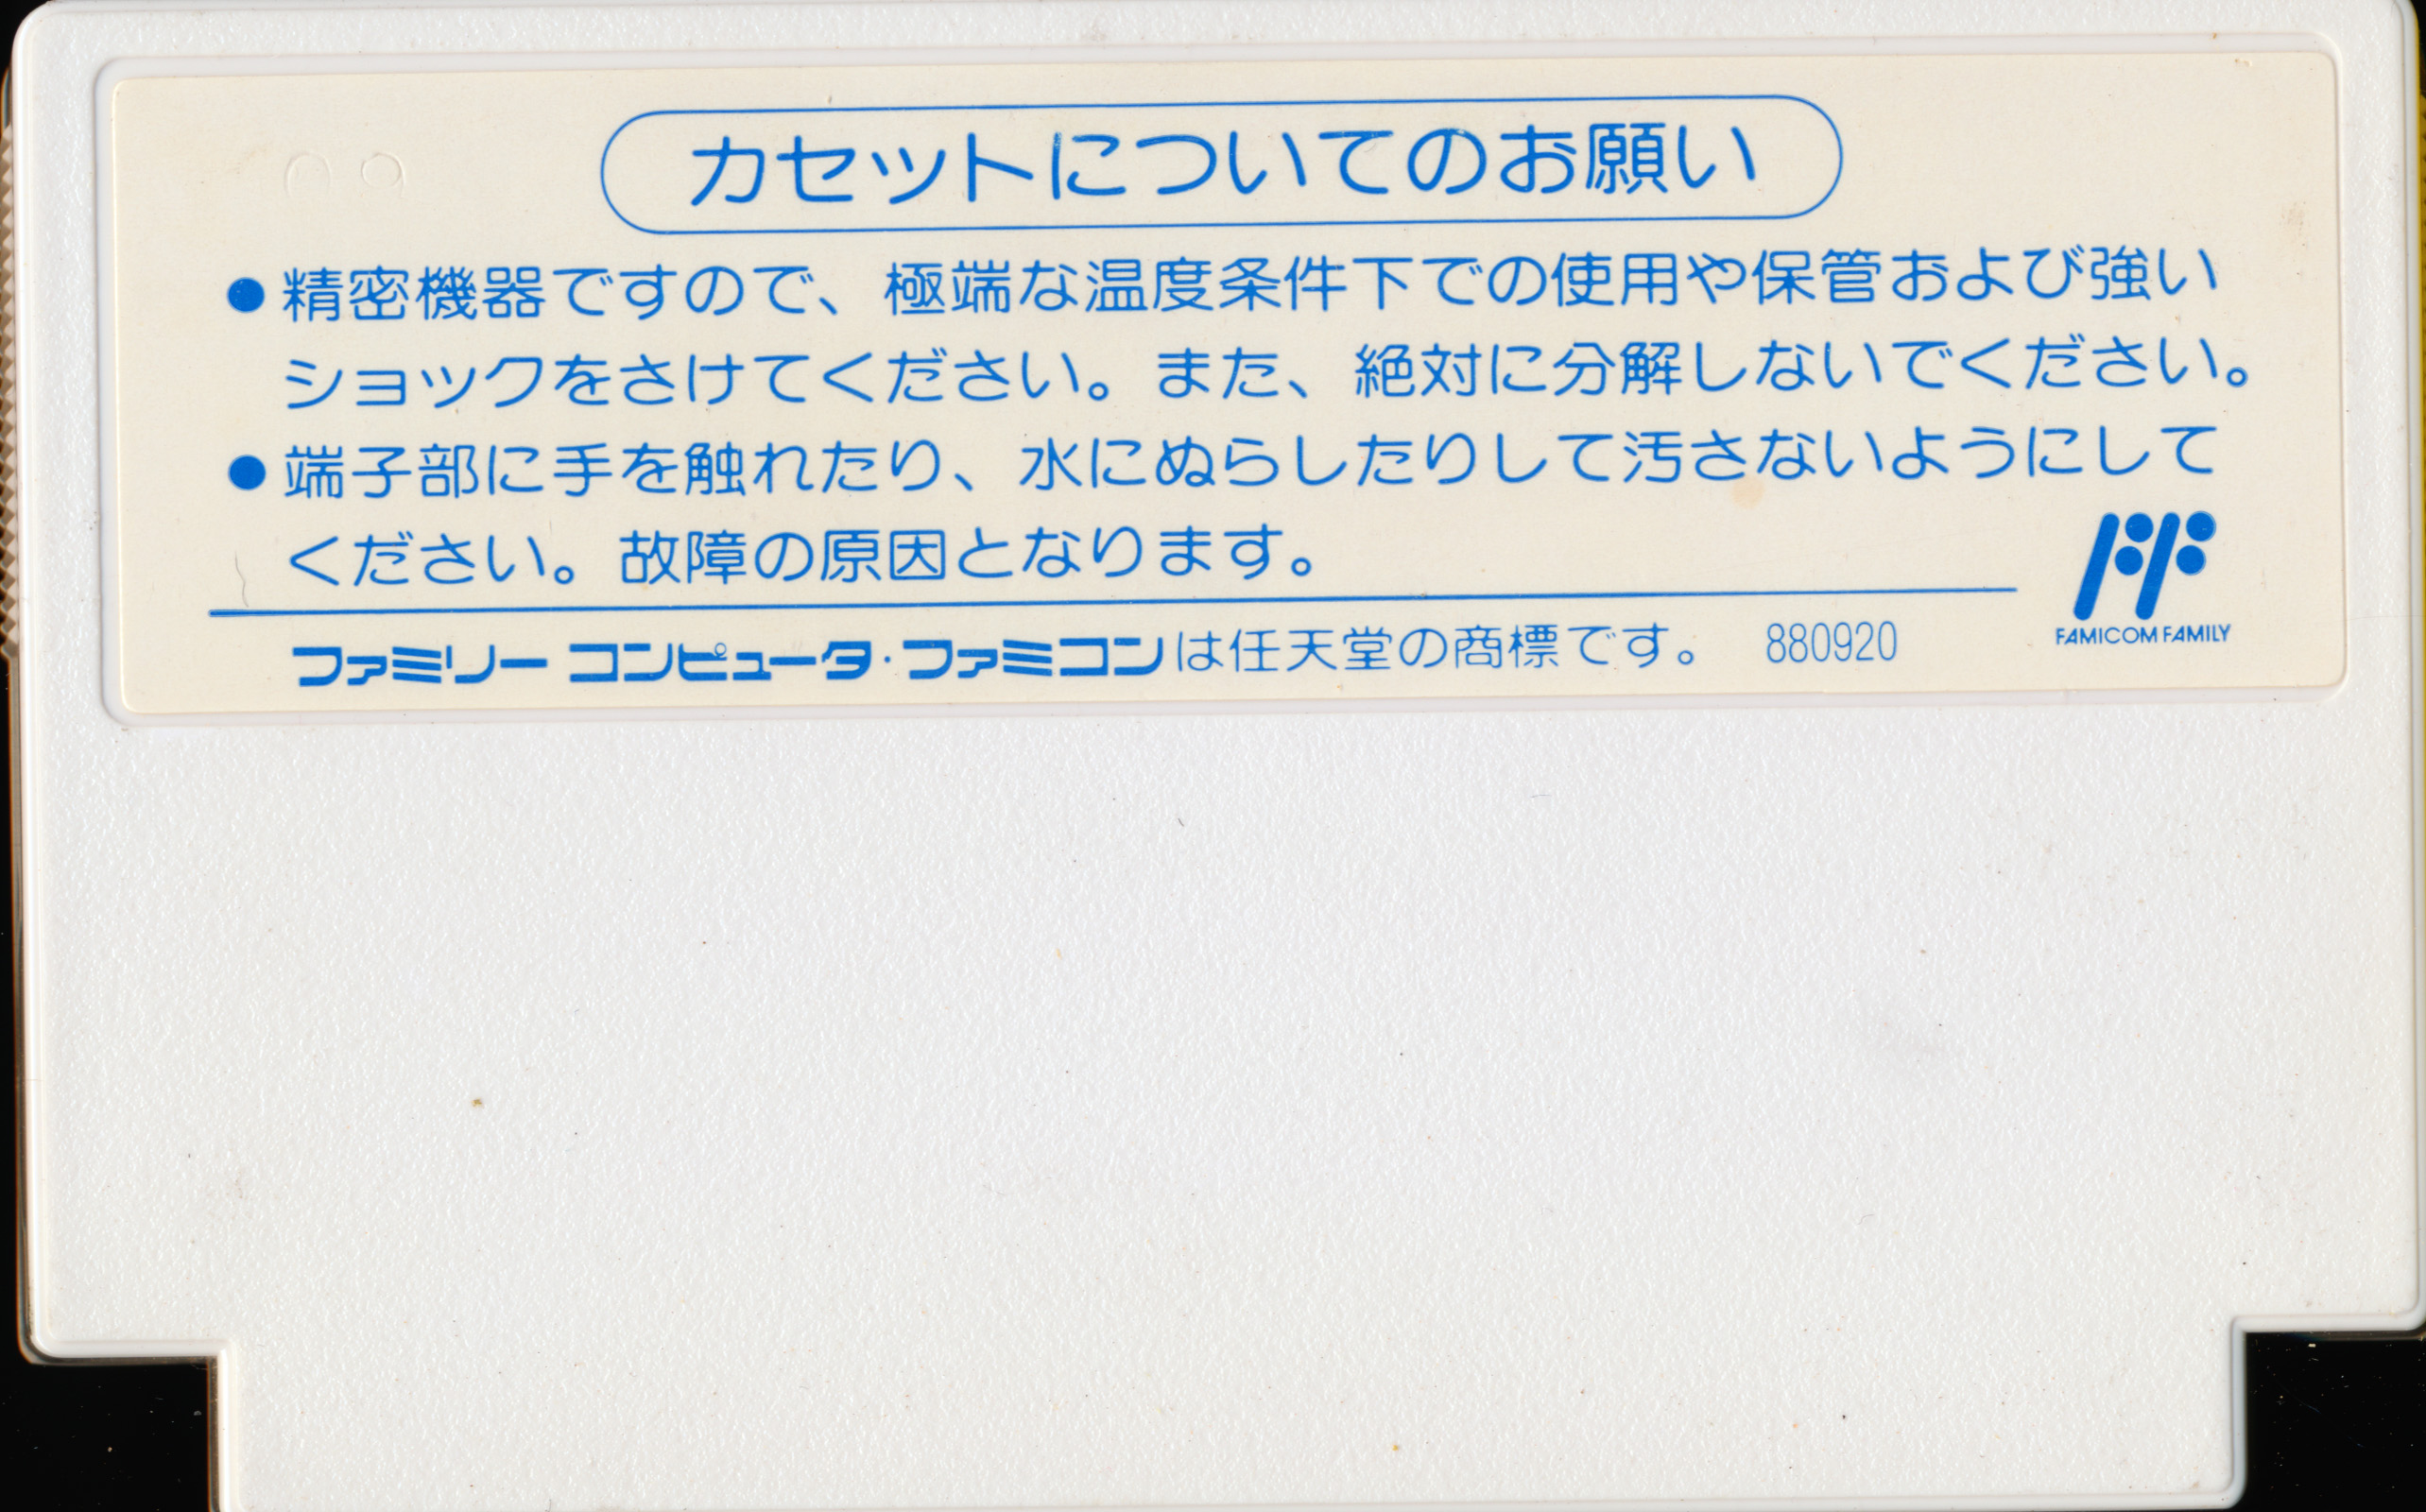 カセットについてのお願い
●精密機器ですので、極端な温度条件下での使用や保管および強い
ショックをさけてください。また、絶対に分解しないでください。
●端子部に手を触れたり、水にぬらしたりして汚さないようにして
ください。故障の原因となります。
ファミリー コンピュータ・ファミコンは任天堂の商標です。 880920
FAMICOM FAMILY